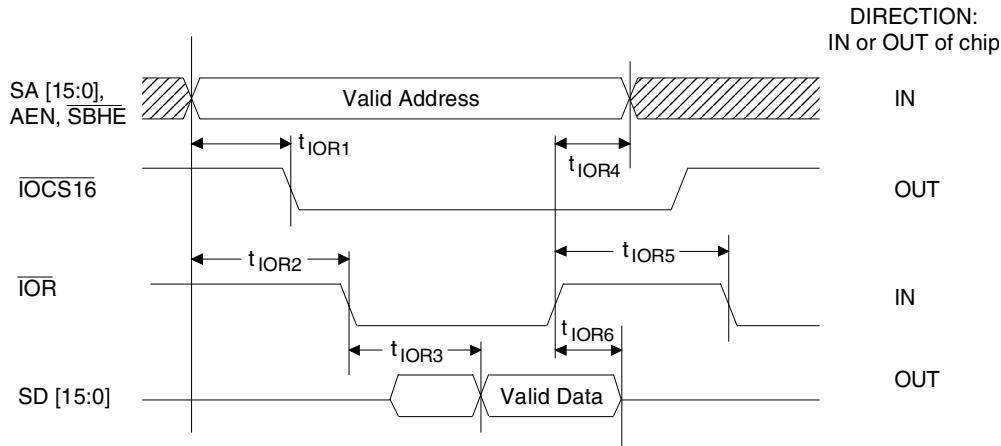 DIRECTION:
IN or OUT of chip
SA [15:0],
AEN, SBHE
Valid Address
IN
tIOR1
tIOR4
IOCS16
OUT
tIOR2
tIOR5
IOR
IN
tIOR3
tIOR6
SD [15:0]
Valid Data
OUT